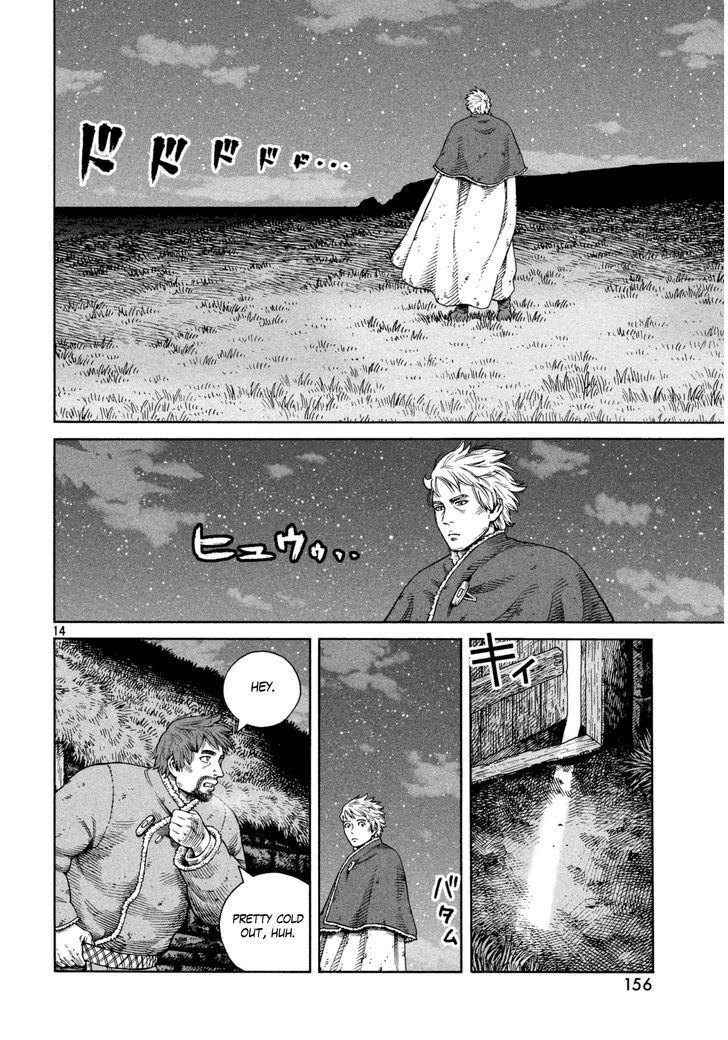 ド ド ド ド ド・・・
ヒュウゥ、、、
14
キィ
バタム
HEY.
PRETTY COLD
OUT, HUH.
156